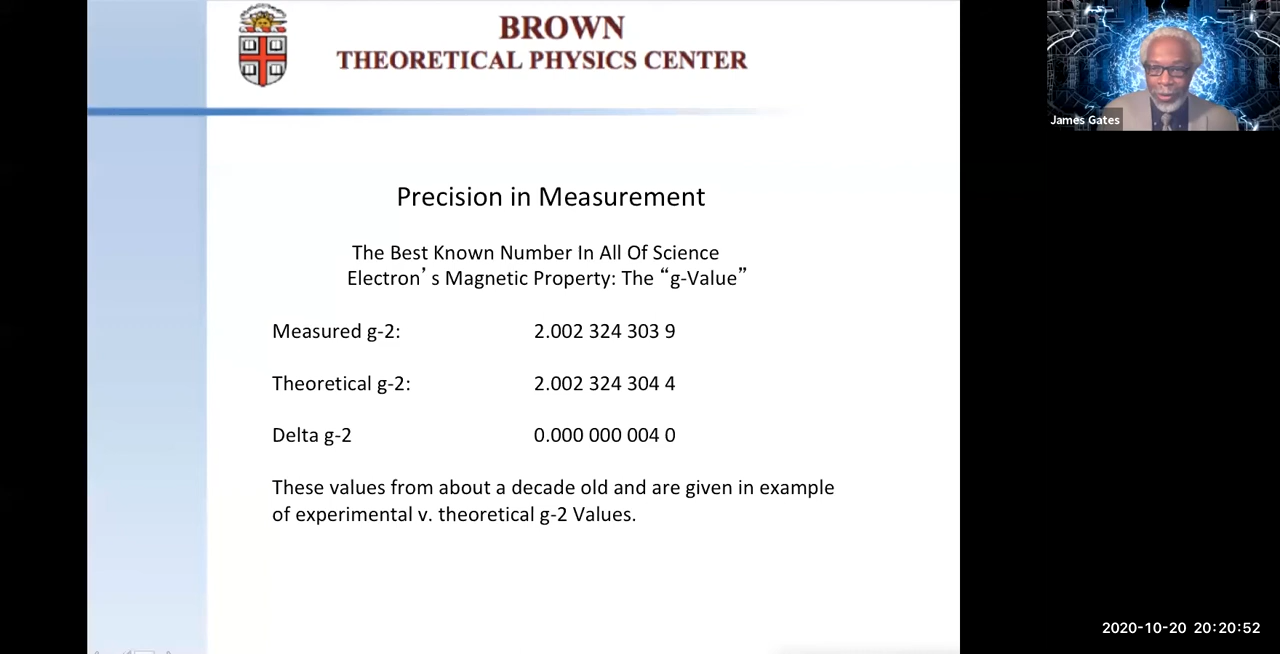 BROWN
THEORETICAL PHYSICS CENTER
James Gates
Precision in Measurement
The Best Known Number In All Of Science
Electron’s Magnetic Property: The “g-Value”
Measured g-2: 2.002 324 303 9
Theoretical g-2: 2.002 324 304 4
Delta g-2 0.000 000 004 0
These values from about a decade old and are given in example
of experimental v. theoretical g-2 Values.
2020-10-20 20:20:52